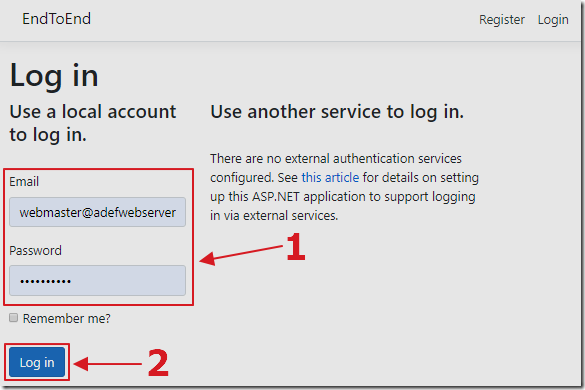 EndToEnd
Register Login
Log in
Use a local account
to log in.
Email
webmaster@adefwebserver
Password
••••••••••
Remember me?
Log in
Use another service to log in.
There are no external authentication services
configured. See this article for details on setting
up this ASP.NET application to support logging
in via external services.
1
2